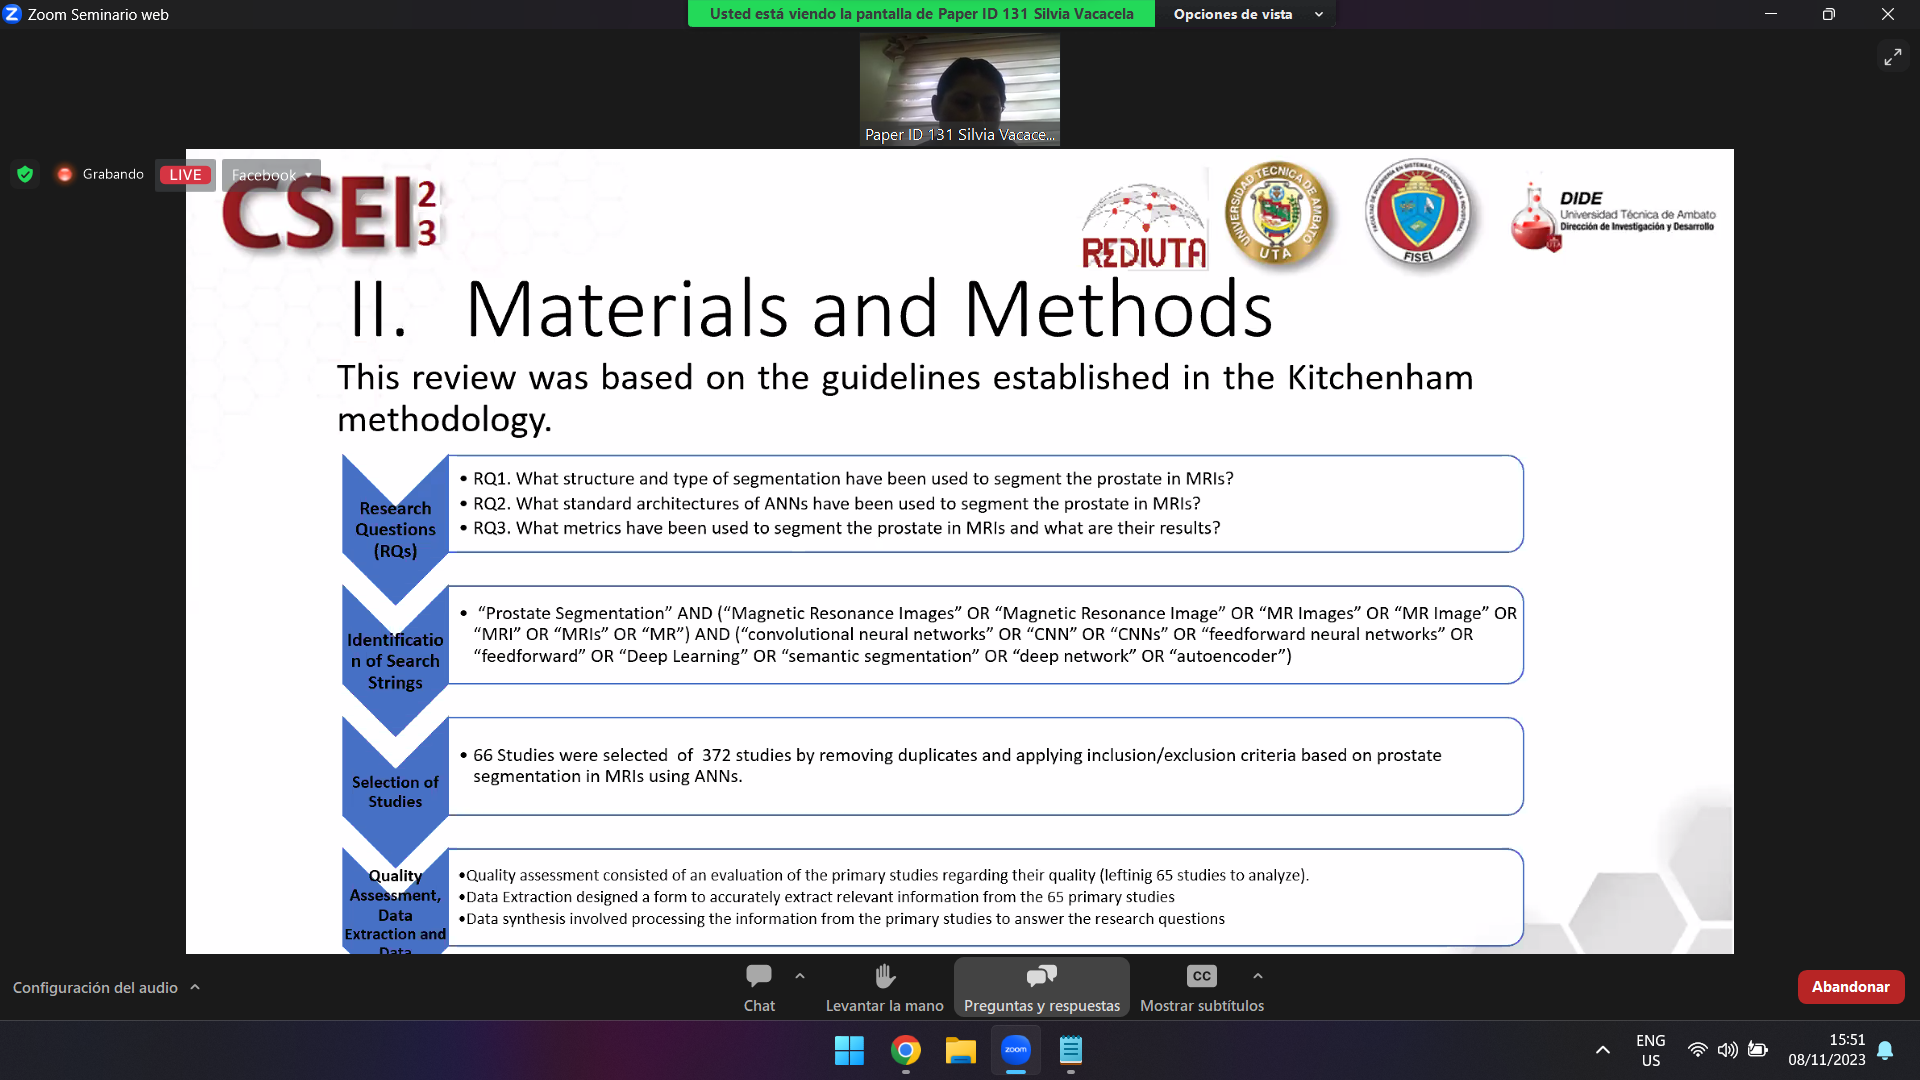 Zoom Seminario web
Usted está viendo la pantalla de Paper ID 131 Silvia Vacacela
Opciones de vista
Paper ID 131 Silvia Vacace...
Grabando
LIVE
Facebook
CSEI 2 3
REDIUTA
UNIVERSIDAD TÉCNICA DE AMBATO
UTA
FACULTAD DE INGENIERÍA EN SISTEMAS, ELECTRÓNICA E INDUSTRIAL
FISEI
DIDE
Universidad Técnica de Ambato
Dirección de Investigación y Desarrollo
UTA
II. Materials and Methods
This review was based on the guidelines established in the Kitchenham
methodology.
Research
Questions
(RQs)
• RQ1. What structure and type of segmentation have been used to segment the prostate in MRIs?
• RQ2. What standard architectures of ANNs have been used to segment the prostate in MRIs?
• RQ3. What metrics have been used to segment the prostate in MRIs and what are their results?
Identificatio
n of Search
Strings
• “Prostate Segmentation” AND (“Magnetic Resonance Images” OR “Magnetic Resonance Image” OR “MR Images” OR “MR Image” OR
“MRI” OR “MRIs” OR “MR”) AND (“convolutional neural networks” OR “CNN” OR “CNNs” OR “feedforward neural networks” OR
“feedforward” OR “Deep Learning” OR “semantic segmentation” OR “deep network” OR “autoencoder”)
Selection of
Studies
• 66 Studies were selected of 372 studies by removing duplicates and applying inclusion/exclusion criteria based on prostate
segmentation in MRIs using ANNs.
Quality
Assessment,
Data
Extraction and
Data
•Quality assessment consisted of an evaluation of the primary studies regarding their quality (leftinig 65 studies to analyze).
•Data Extraction designed a form to accurately extract relevant information from the 65 primary studies
•Data synthesis involved processing the information from the primary studies to answer the research questions
Configuración del audio
Chat
Levantar la mano
Preguntas y respuestas
CC
Mostrar subtítulos
Abandonar
zoom
ENG
US
15:51
08/11/2023